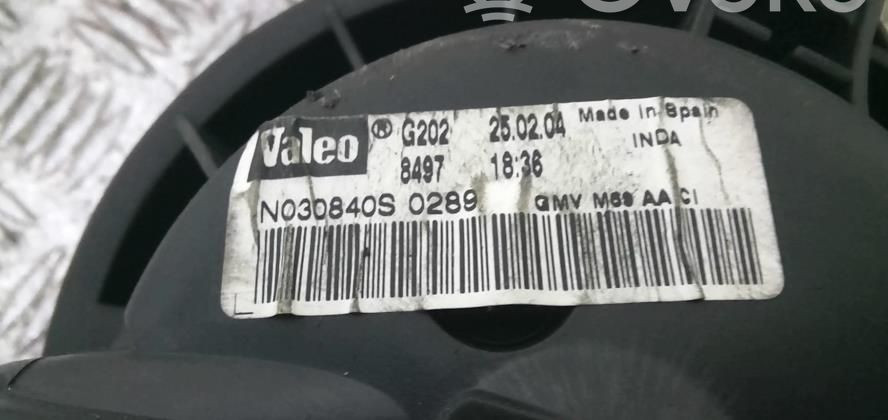 Valeo ® G202 25.02.04 Made in Spain
8497 18:36 INDA
N030840S 0289 GMV M69 AA CI
L